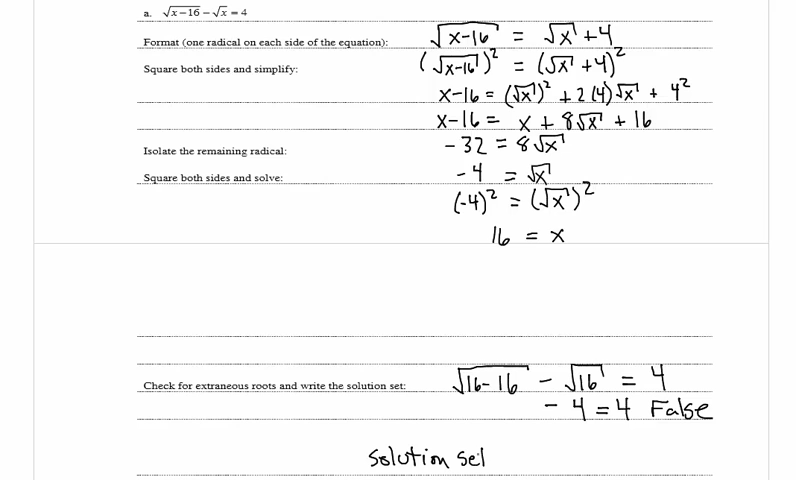 a. √x−16 − √x = 4
Format (one radical on each side of the equation): √x-16 = √x + 4
Square both sides and simplify: (√x-16)² = (√x + 4)²
x-16 = (√x)² + 2(4)√x + 4²
x-16 = x + 8√x + 16
Isolate the remaining radical: -32 = 8√x
Square both sides and solve: -4 = √x
(-4)² = (√x)²
16 = x
Check for extraneous roots and write the solution set: √16-16 - √16 = 4
-4 = 4 False
Solution sel